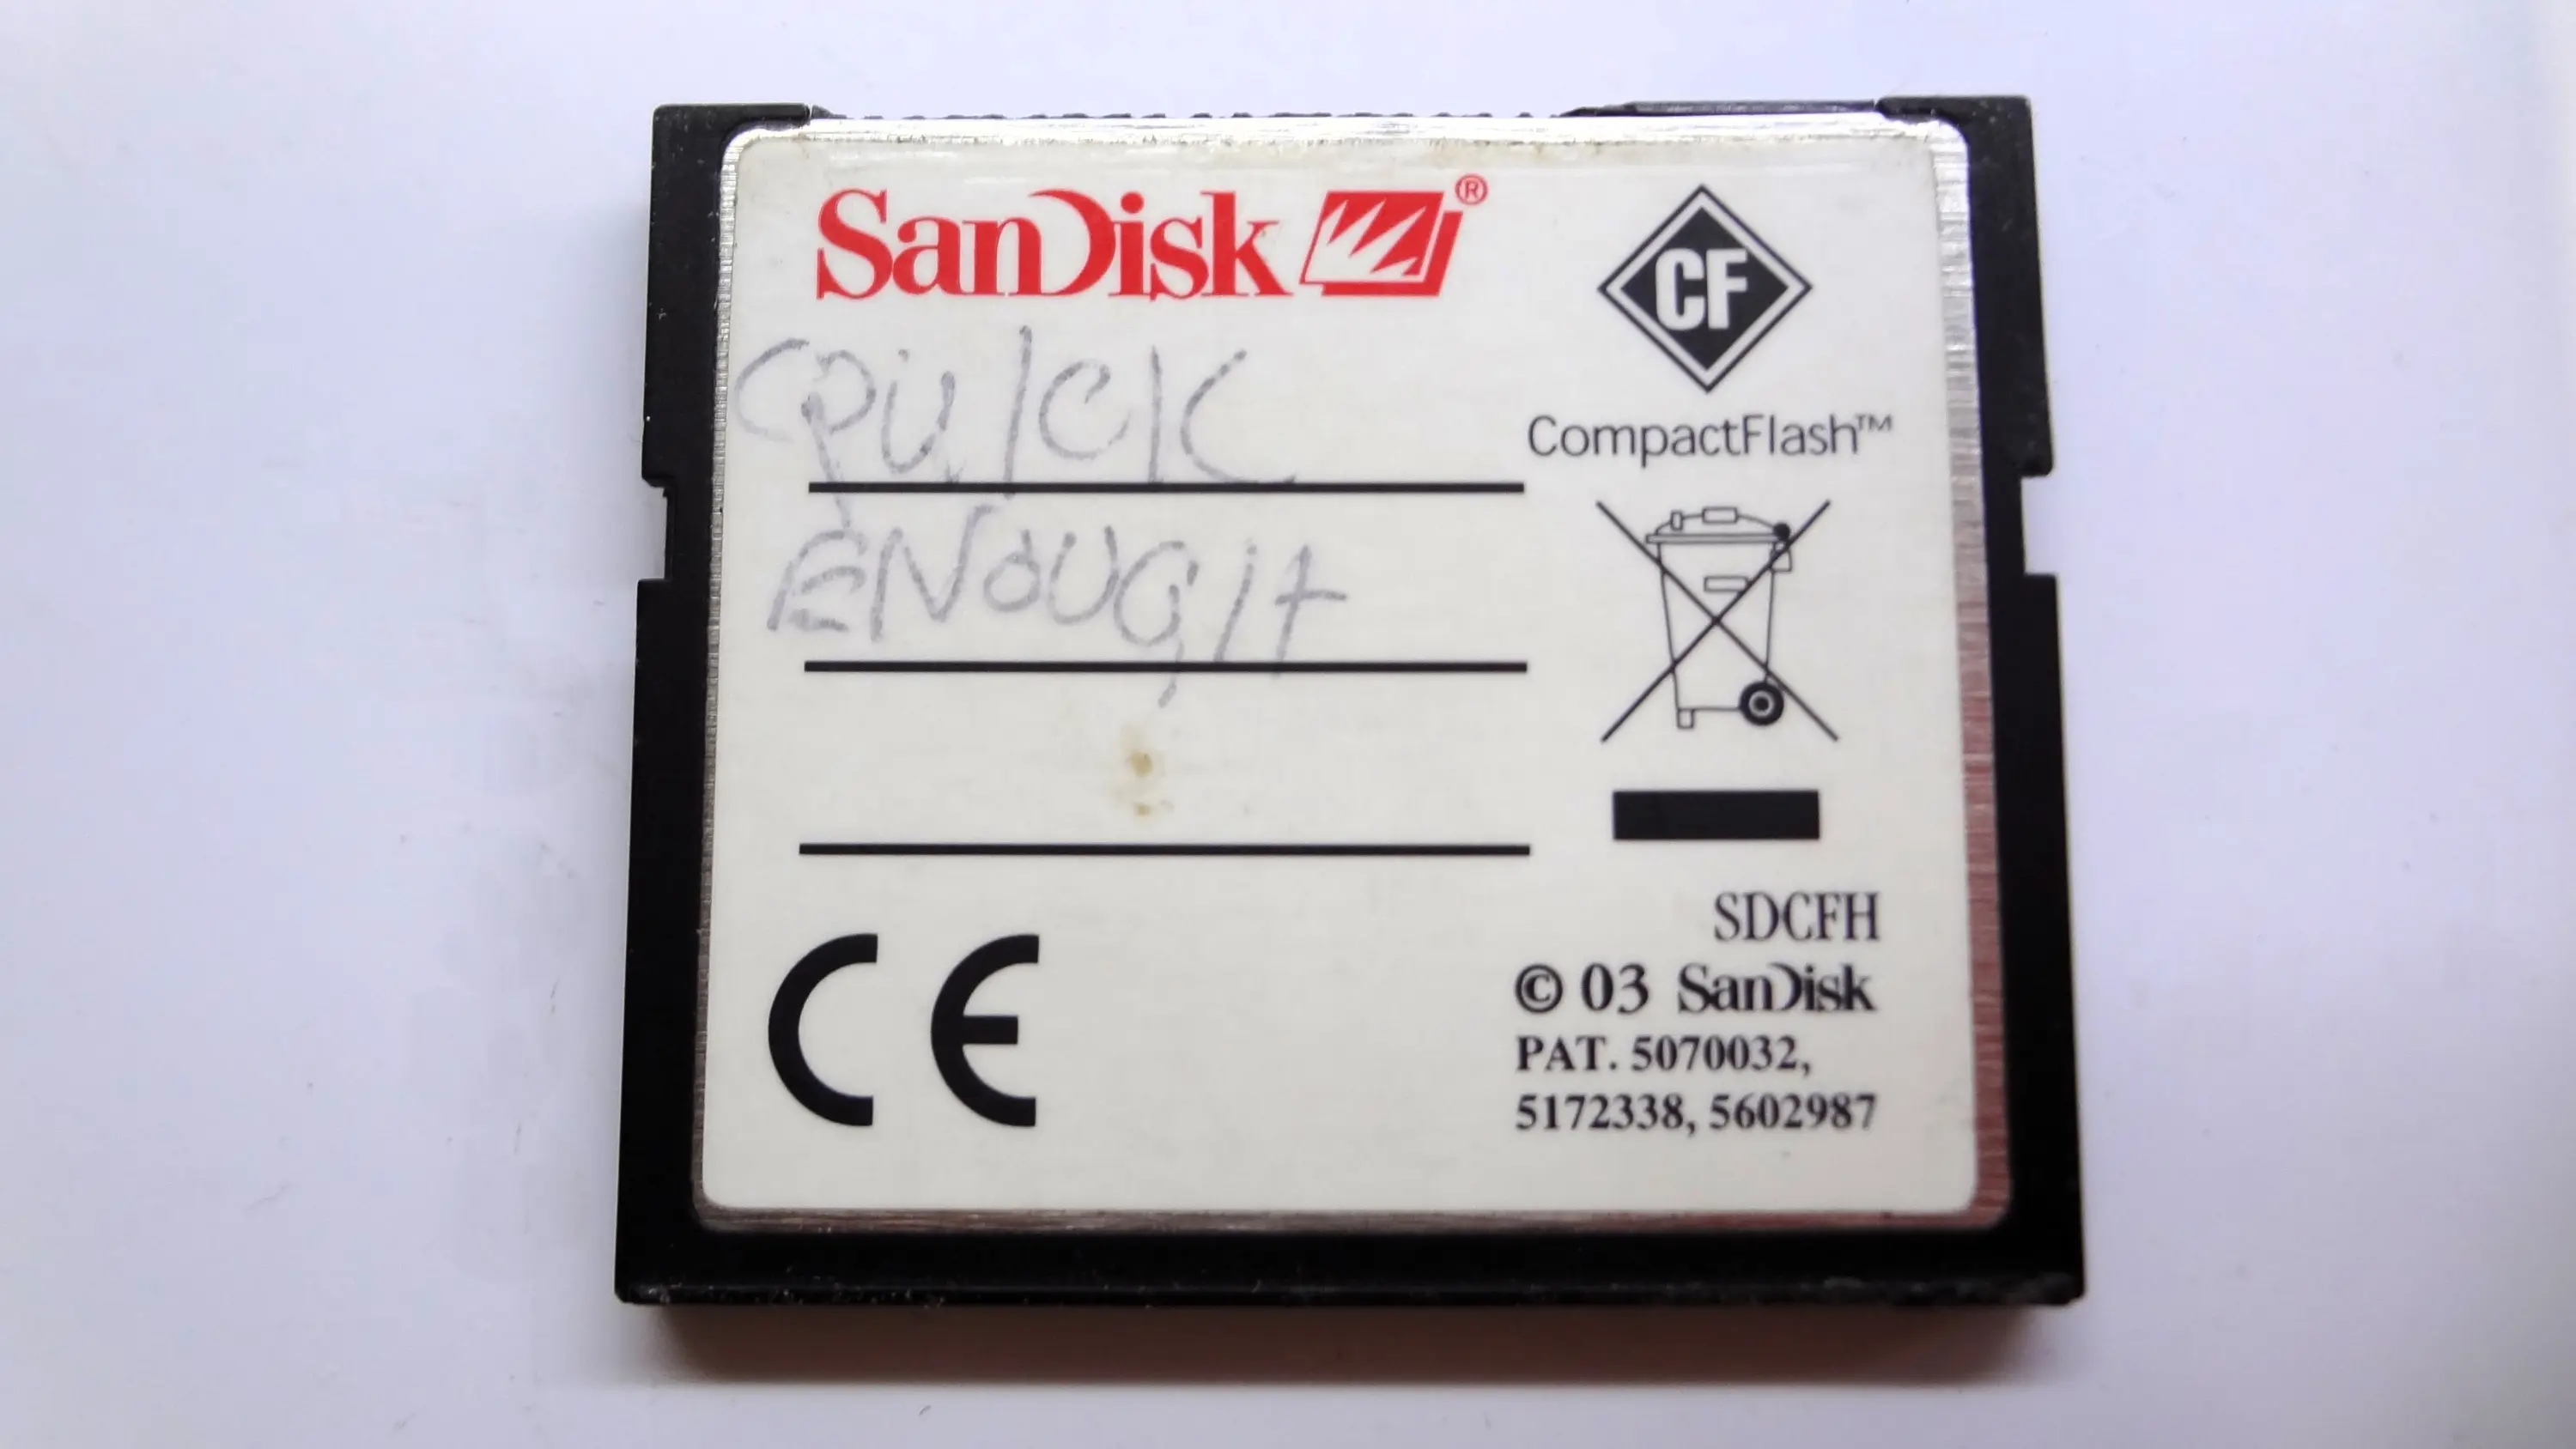 SanDisk ®
CF
CompactFlash™
QUICK
ENOUGH
CE
SDCFH
© 03 SanDisk
PAT. 5070032,
5172338, 5602987